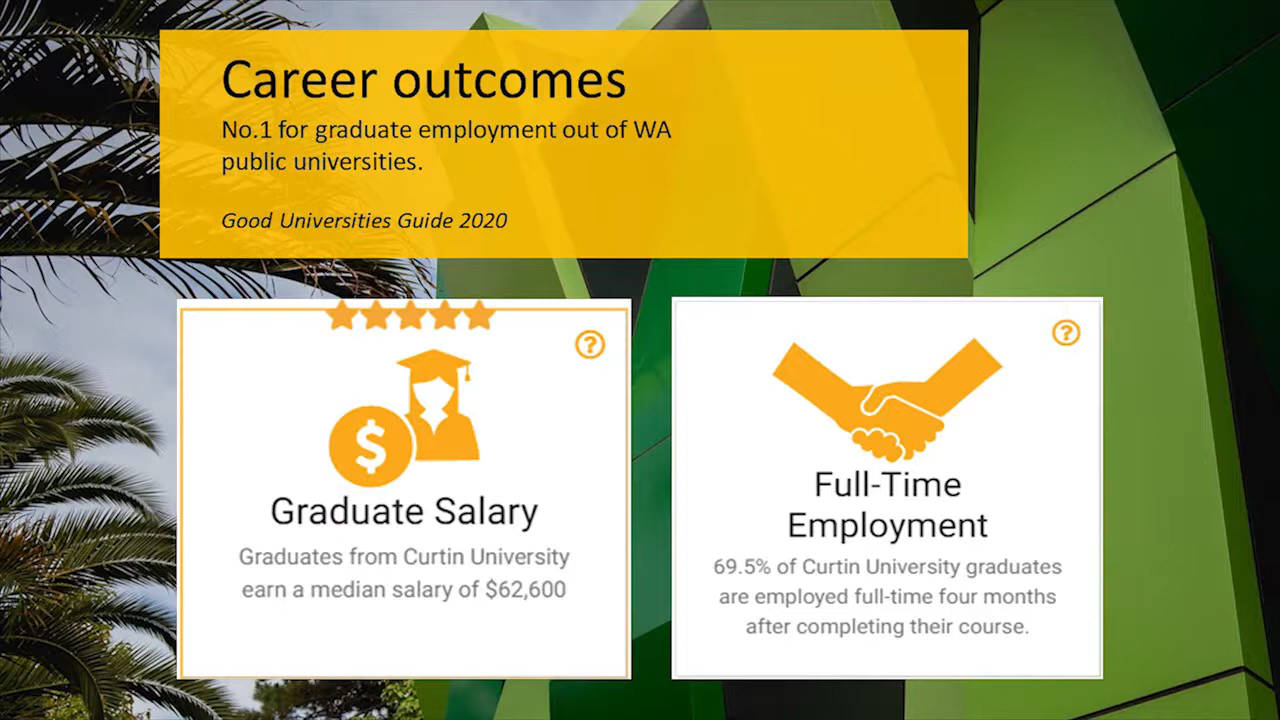 Career outcomes
No.1 for graduate employment out of WA
public universities.
Good Universities Guide 2020
Graduate Salary
Graduates from Curtin University
earn a median salary of $62,600
Full-Time
Employment
69.5% of Curtin University graduates
are employed full-time four months
after completing their course.